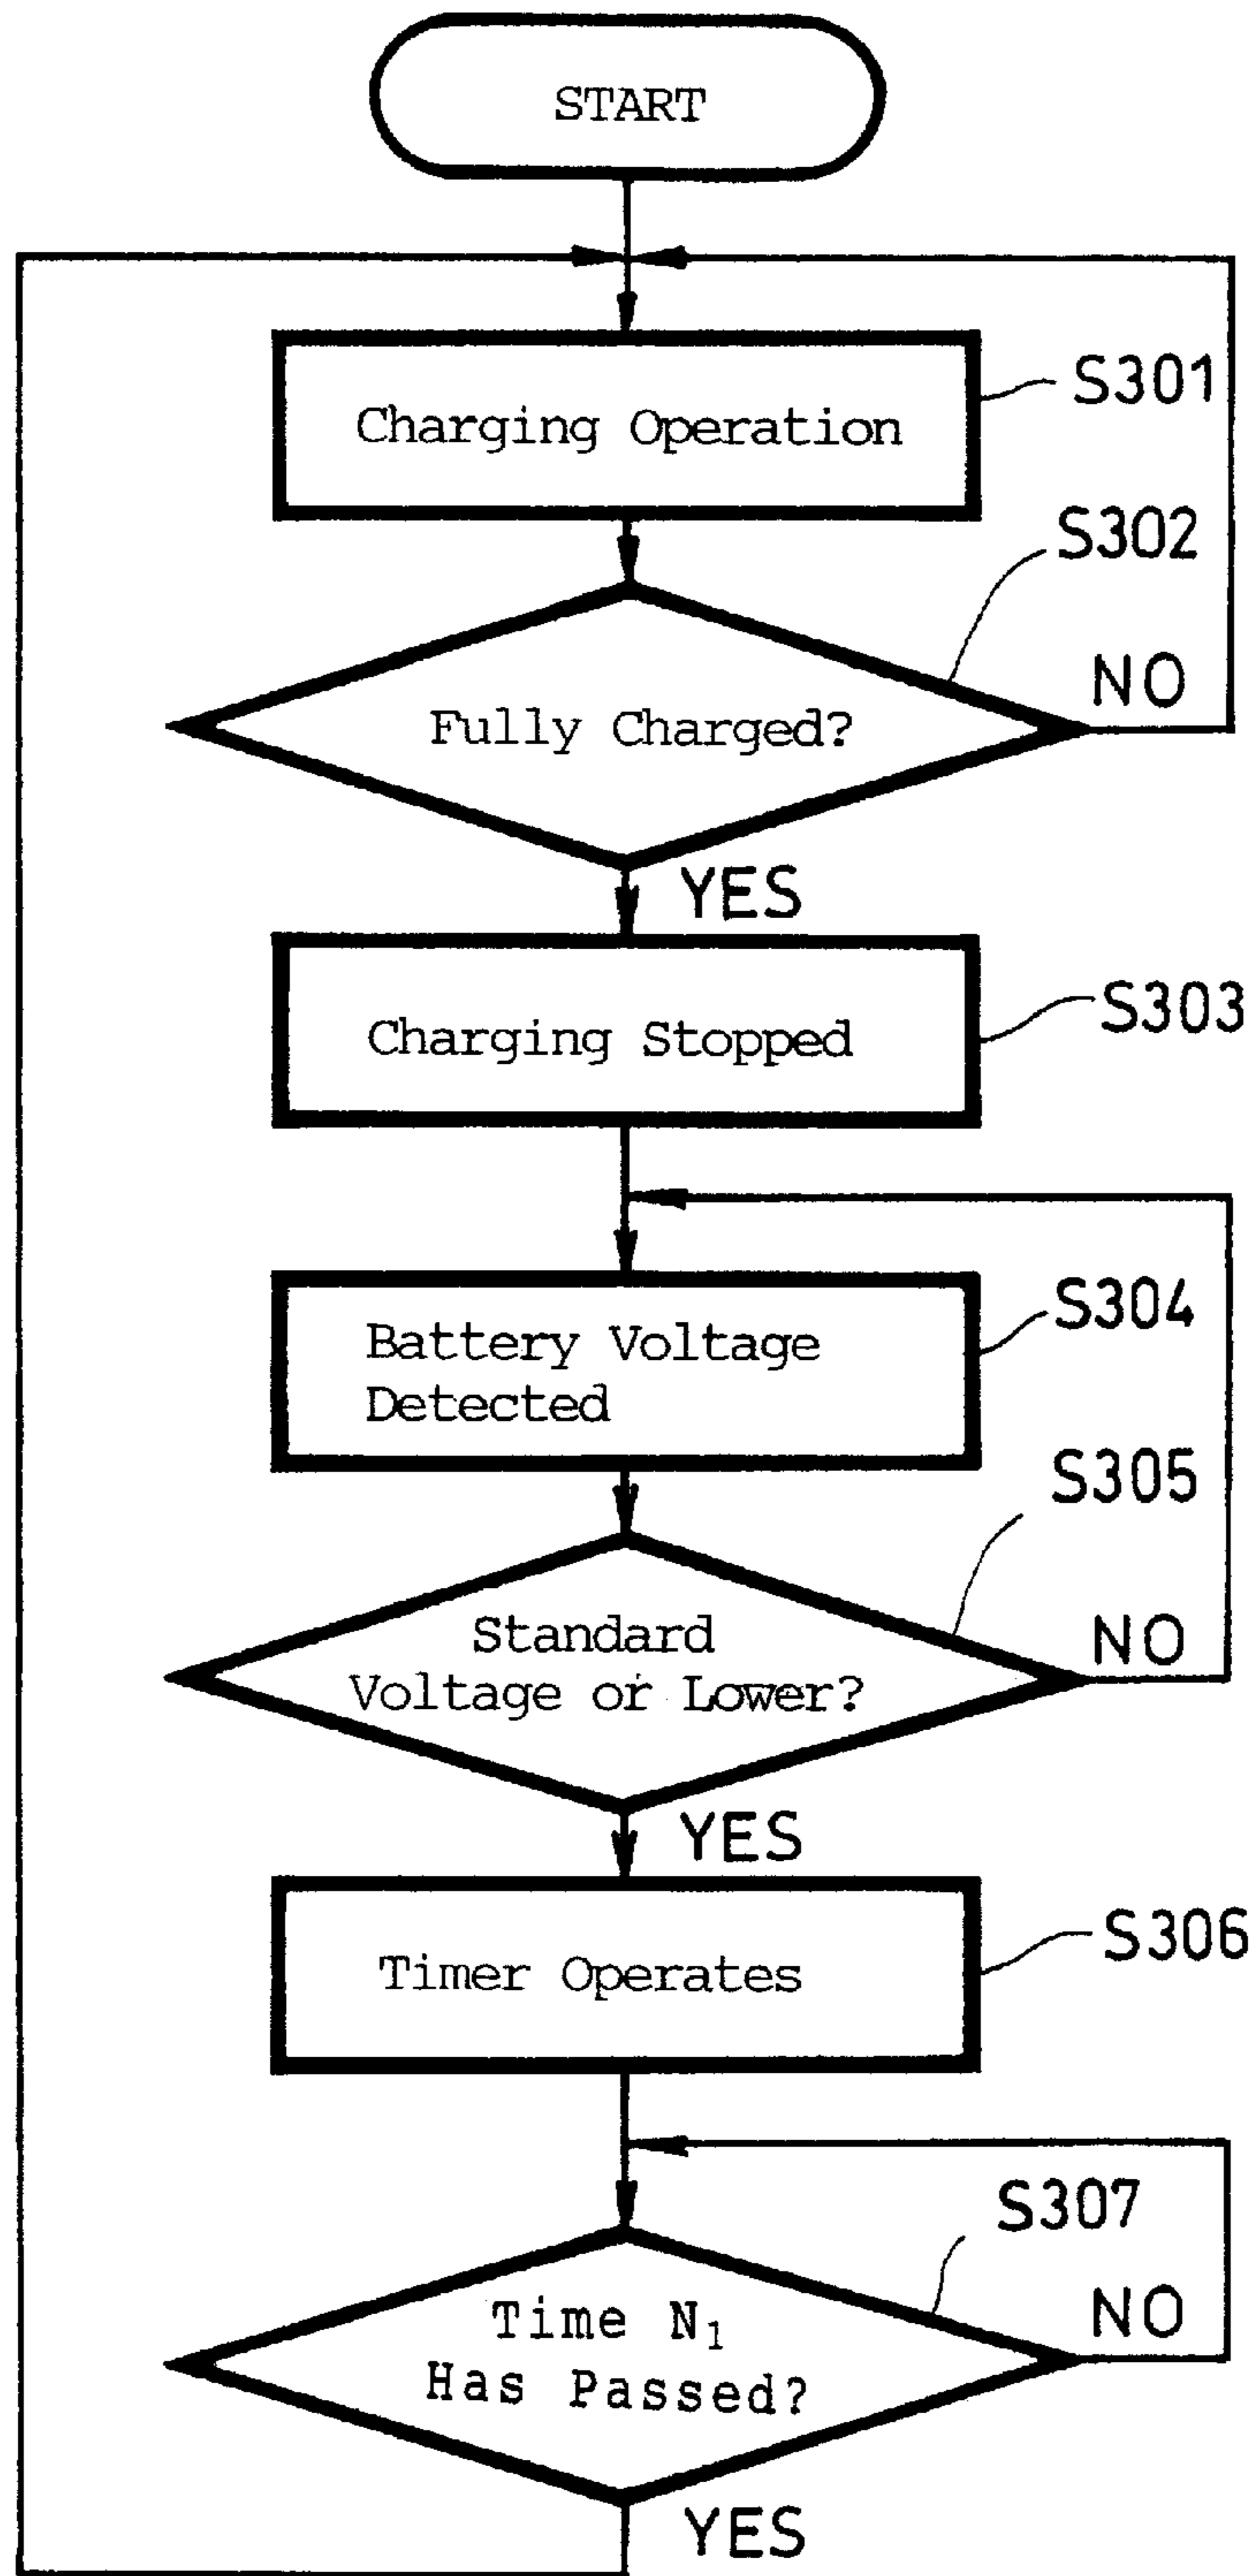 START
S301
Charging Operation
S302
NO
Fully Charged?
YES
S303
Charging Stopped
S304
Battery Voltage
Detected
S305
NO
Standard
Voltage or Lower?
YES
S306
Timer Operates
S307
NO
Time N₁
Has Passed?
YES